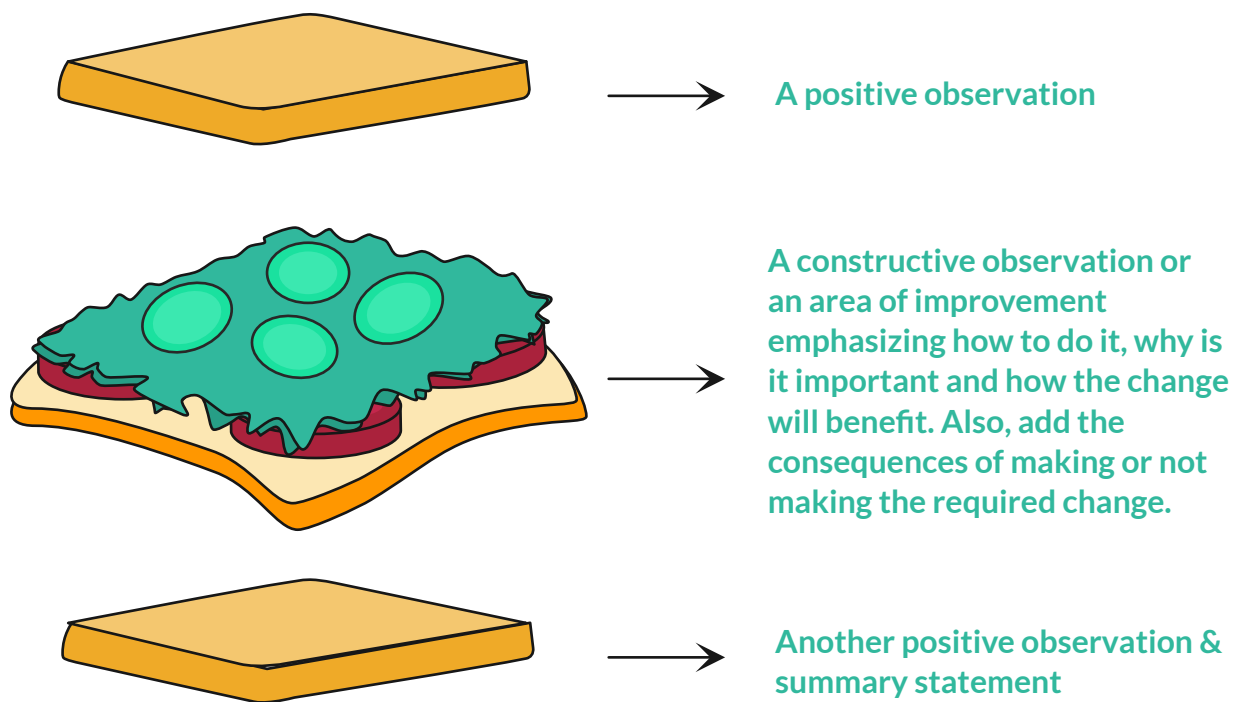 A positive observation
A constructive observation or
an area of improvement
emphasizing how to do it, why is
it important and how the change
will benefit. Also, add the
consequences of making or not
making the required change.
Another positive observation &
summary statement